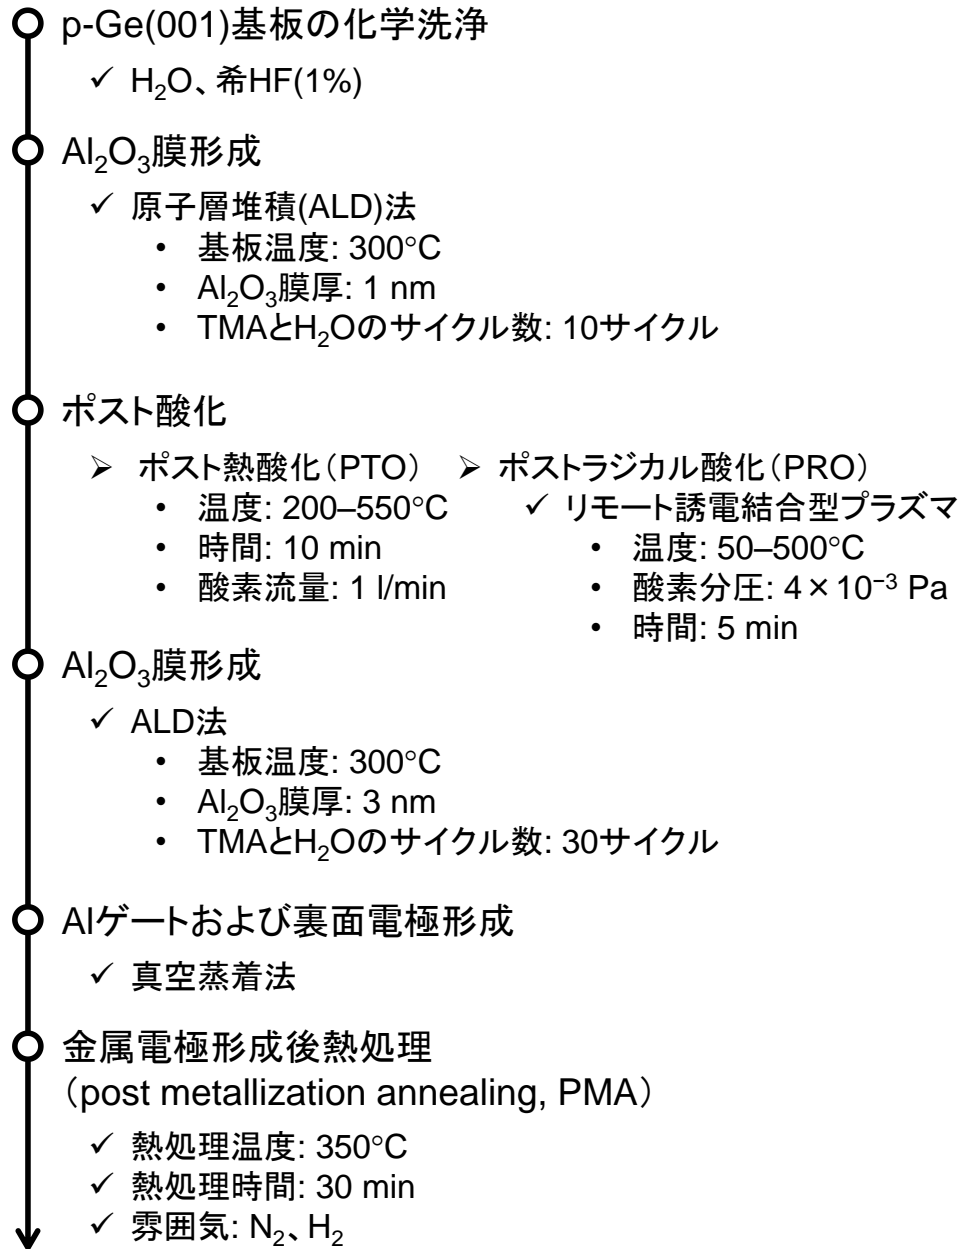 p-Ge(001)基板の化学洗浄
✓ H₂O、希HF(1%)
Al₂O₃膜形成
✓ 原子層堆積(ALD)法
• 基板温度: 300°C
• Al₂O₃膜厚: 1 nm
• TMAとH₂Oのサイクル数: 10サイクル
ポスト酸化
➢ ポスト熱酸化（PTO）
• 温度: 200–550°C
• 時間: 10 min
• 酸素流量: 1 l/min
➢ ポストラジカル酸化（PRO）
✓ リモート誘電結合型プラズマ
• 温度: 50–500°C
• 酸素分圧: 4×10⁻³ Pa
• 時間: 5 min
Al₂O₃膜形成
✓ ALD法
• 基板温度: 300°C
• Al₂O₃膜厚: 3 nm
• TMAとH₂Oのサイクル数: 30サイクル
Alゲートおよび裏面電極形成
✓ 真空蒸着法
金属電極形成後熱処理
（post metallization annealing, PMA）
✓ 熱処理温度: 350°C
✓ 熱処理時間: 30 min
✓ 雰囲気: N₂、H₂